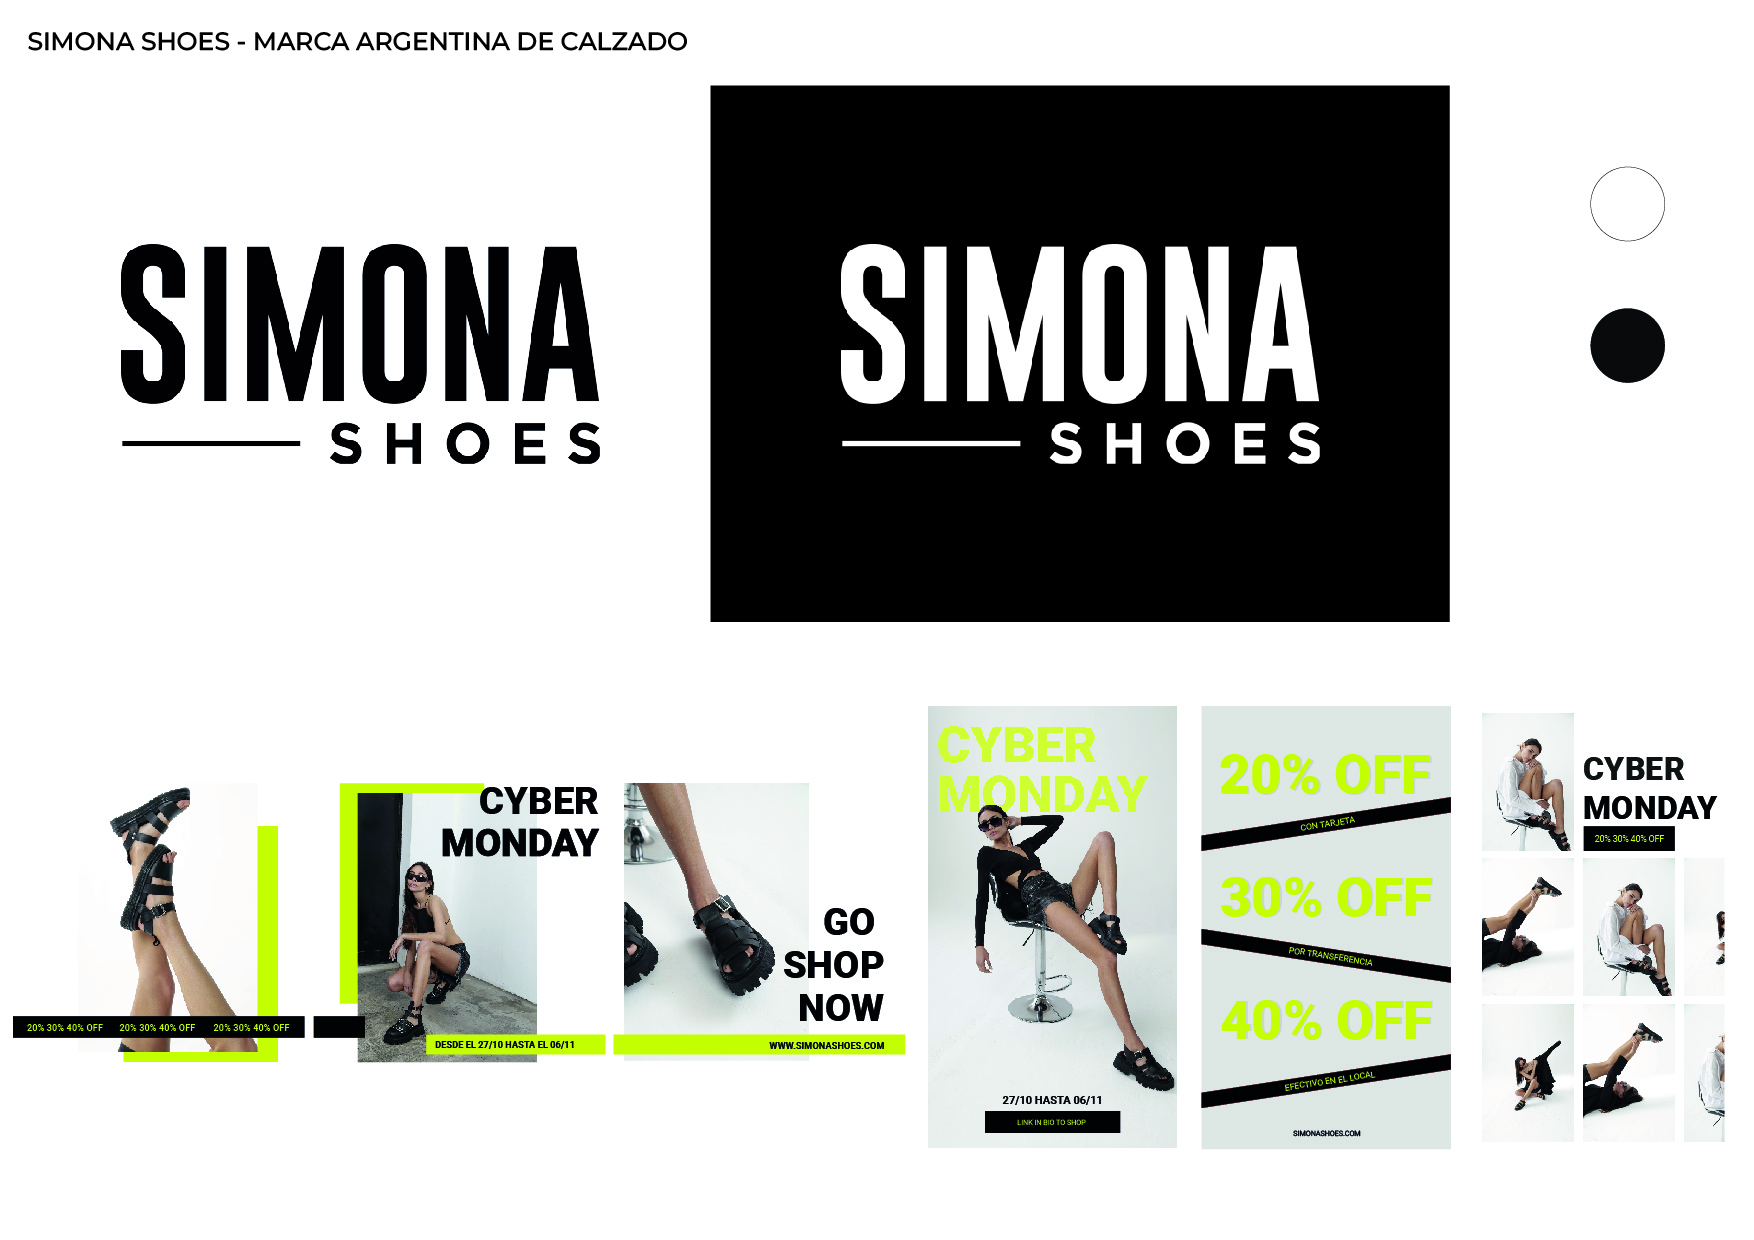 SIMONA SHOES - MARCA ARGENTINA DE CALZADO
SIMONA
SHOES
SIMONA
SHOES
20% 30% 40% OFF 20% 30% 40% OFF 20% 30% 40% OFF
CYBER
MONDAY
DESDE EL 27/10 HASTA EL 06/11
GO
SHOP
NOW
WWW.SIMONASHOES.COM
CYBER
MONDAY
27/10 HASTA 06/11
LINK IN BIO TO SHOP
20% OFF
CON TARJETA
30% OFF
POR TRANSFERENCIA
40% OFF
EFECTIVO EN EL LOCAL
SIMONASHOES.COM
CYBER
MONDAY
20% 30% 40% OFF